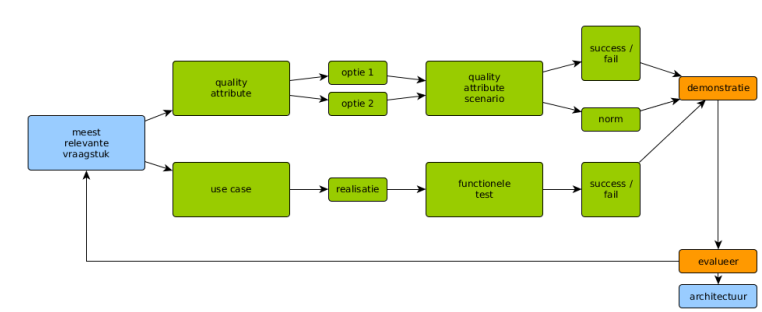 meest
relevante
vraagstuk
quality
attribute
optie 1
optie 2
quality
attribute
scenario
success /
fail
norm
use case
realisatie
functionele
test
success /
fail
demonstratie
evalueer
architectuur